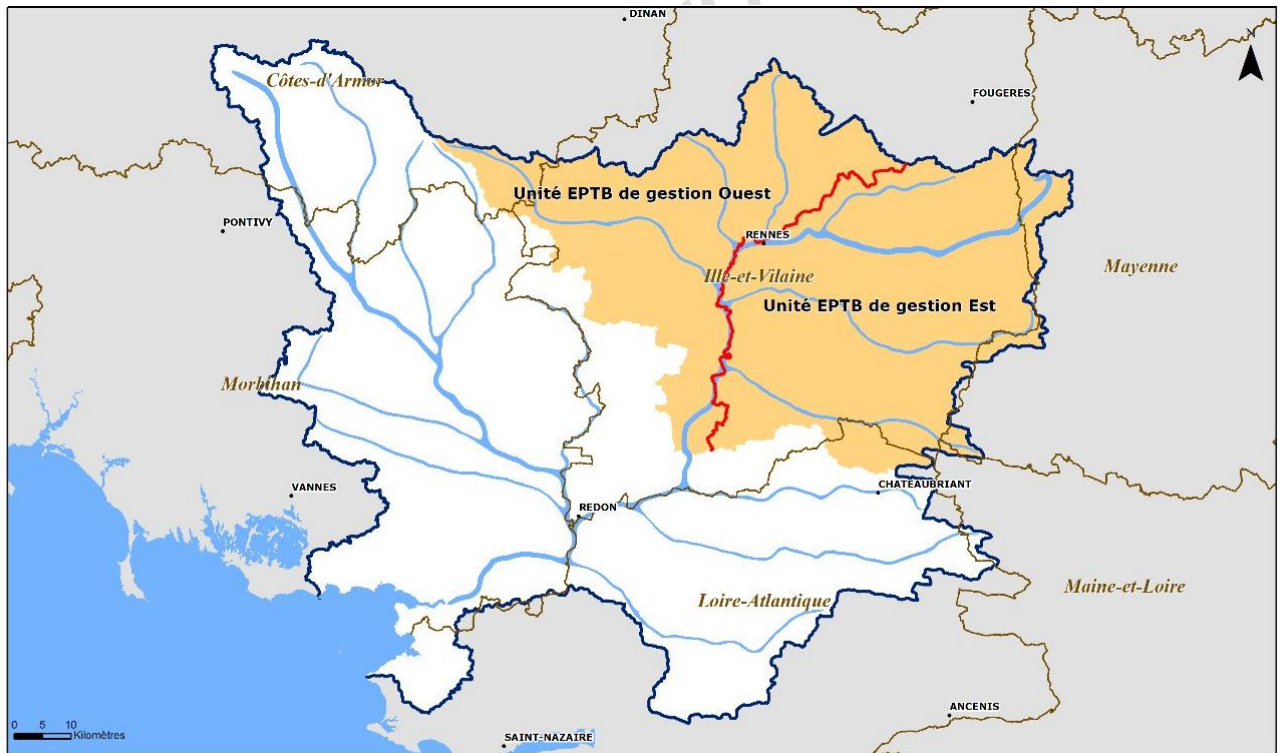 DINAN
N
Côtes-d'Armor
FOUGERES
Unité EPTB de gestion Ouest
PONTIVY
RENNES
Ille-et-Vilaine
Mayenne
Unité EPTB de gestion Est
Morbihan
VANNES
CHATEAUBRIANT
REDON
Loire-Atlantique
Maine-et-Loire
ANCENIS
0 5 10
Kilomètres
SAINT-NAZAIRE